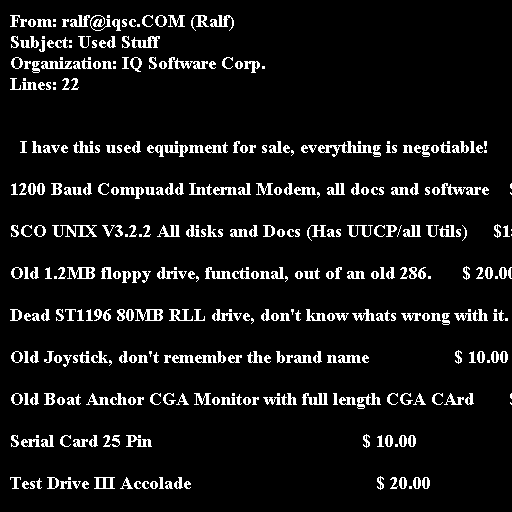 From: ralf@iqsc.COM (Ralf)
Subject: Used Stuff
Organization: IQ Software Corp.
Lines: 22
I have this used equipment for sale, everything is negotiable!
1200 Baud Compuadd Internal Modem, all docs and software
SCO UNIX V3.2.2 All disks and Docs (Has UUCP/all Utils)
Old 1.2MB floppy drive, functional, out of an old 286. $ 20.00
Dead ST1196 80MB RLL drive, don't know whats wrong with it.
Old Joystick, don't remember the brand name $ 10.00
Old Boat Anchor CGA Monitor with full length CGA CArd
Serial Card 25 Pin $ 10.00
Test Drive III Accolade $ 20.00